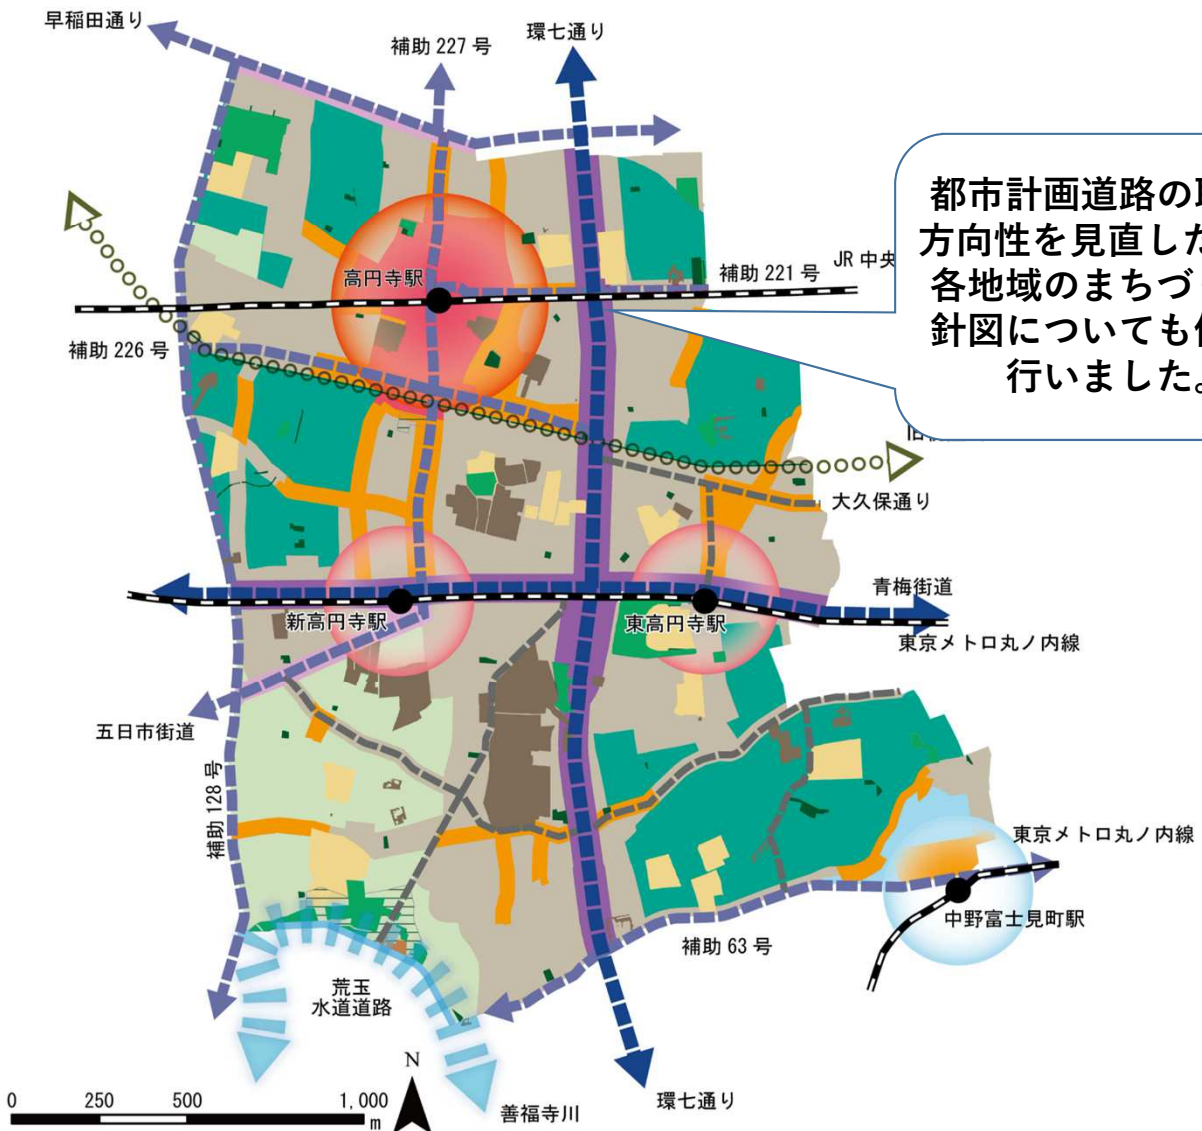 早稲田通り
補助 227 号
環七通り
都市計画道路の
方向性を見直した
各地域のまちづ
針図についても
行いました。
高円寺駅
補助 221 号
JR 中央
補助 226 号
大久保通り
青梅街道
新高円寺駅
東高円寺駅
東京メトロ丸ノ内線
五日市街道
補助 128 号
東京メトロ丸ノ内線
中野富士見町駅
補助 63 号
荒玉
水道道路
N
0 250 500 1,000
m
善福寺川
環七通り